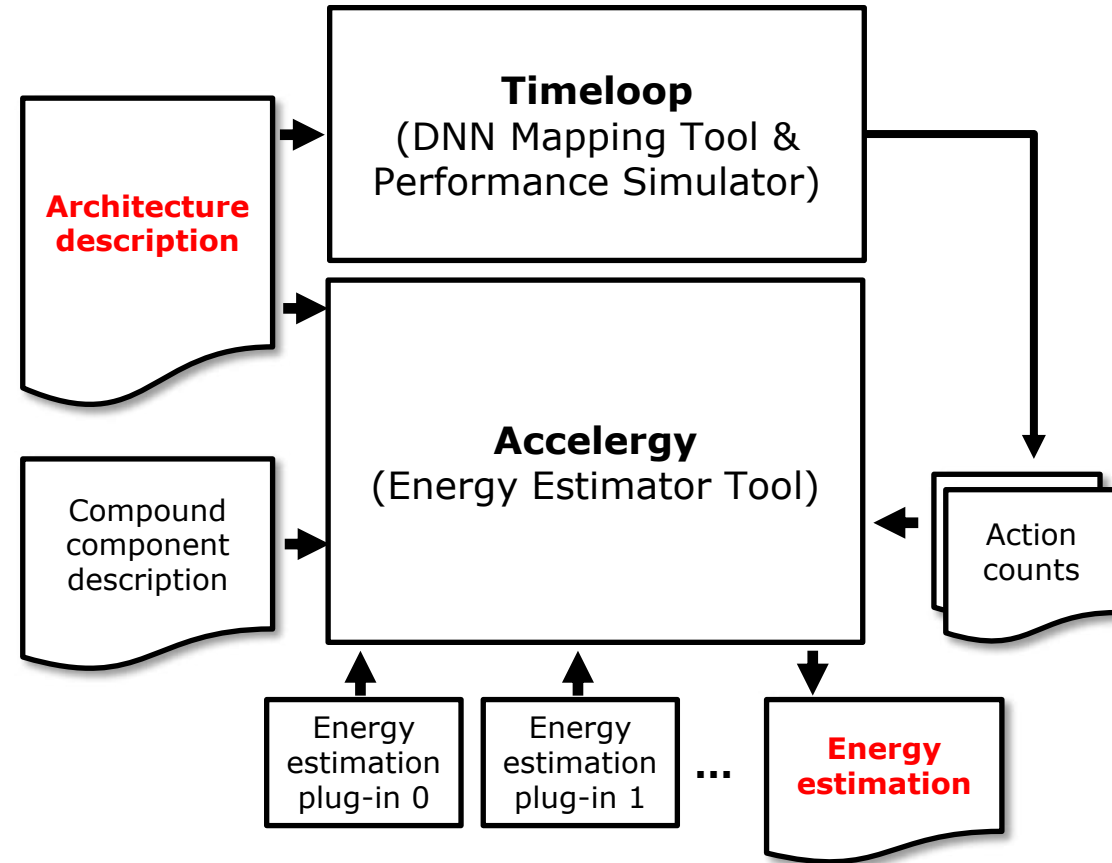 Timeloop
(DNN Mapping Tool &
Performance Simulator)
Architecture
description
Accelergy
(Energy Estimator Tool)
Compound
component
description
Action
counts
Energy
estimation
plug-in 0
Energy
estimation
plug-in 1
...
Energy
estimation